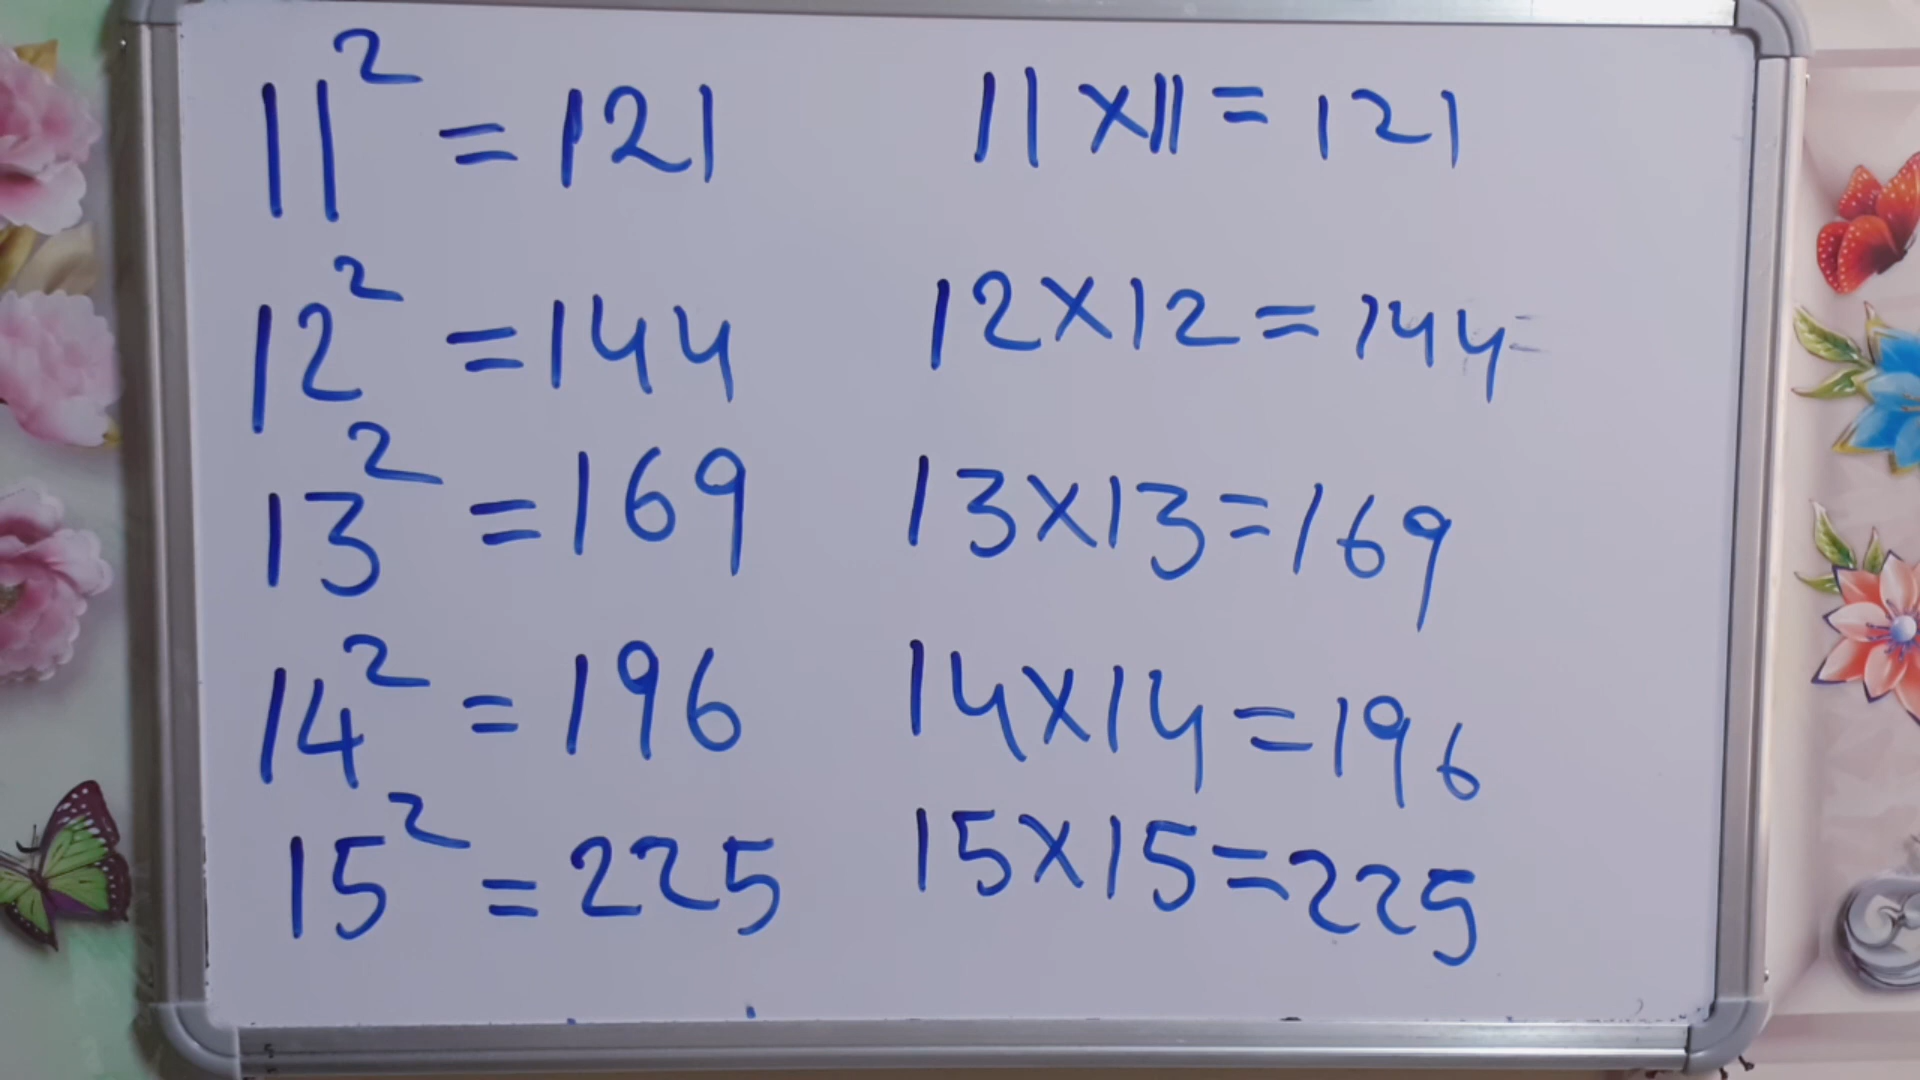 11² = 121 11 × 11 = 121
12² = 144 12 × 12 = 144
13² = 169 13 × 13 = 169
14² = 196 14 × 14 = 196
15² = 225 15 × 15 = 225